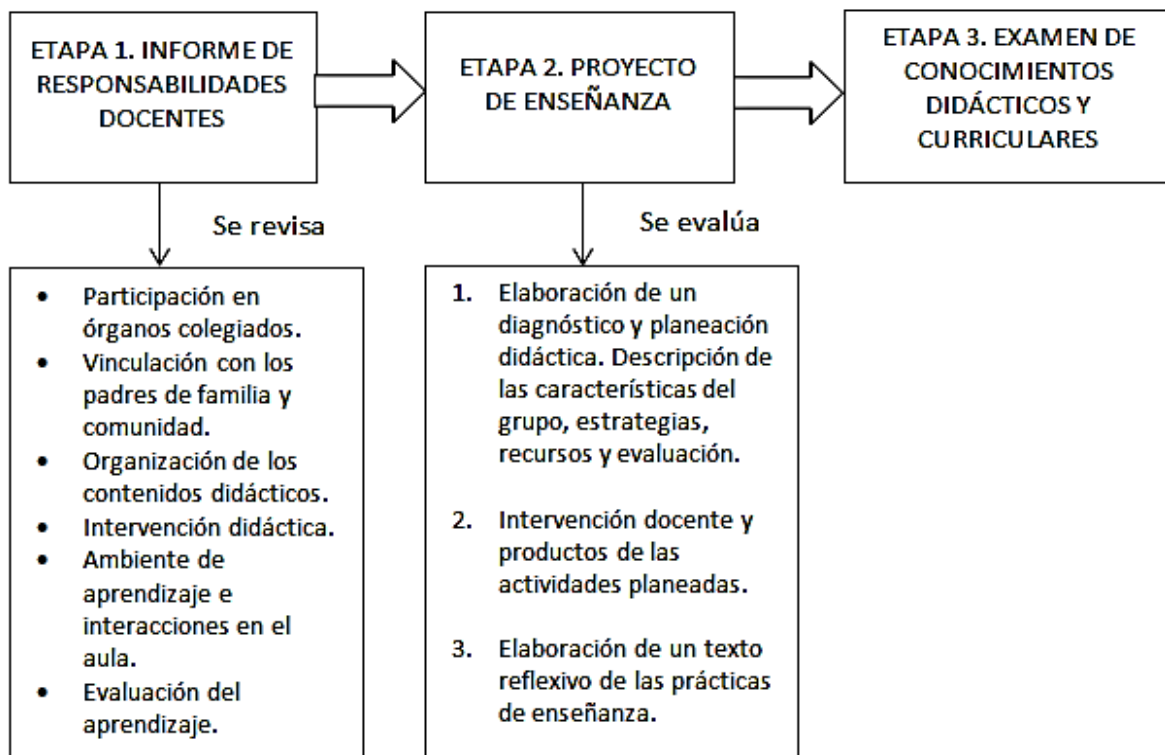 ETAPA 1. INFORME DE
RESPONSABILIDADES
DOCENTES
ETAPA 2. PROYECTO
DE ENSEÑANZA
ETAPA 3. EXAMEN DE
CONOCIMIENTOS
DIDÁCTICOS Y
CURRICULARES
Se revisa
Se evalúa
• Participación en
órganos colegiados.
• Vinculación con los
padres de familia y
comunidad.
• Organización de los
contenidos didácticos.
• Intervención didáctica.
• Ambiente de
aprendizaje e
interacciones en el
aula.
• Evaluación del
aprendizaje.
1. Elaboración de un
diagnóstico y planeación
didáctica. Descripción de
las características del
grupo, estrategias,
recursos y evaluación.
2. Intervención docente y
productos de las
actividades planeadas.
3. Elaboración de un texto
reflexivo de las prácticas
de enseñanza.